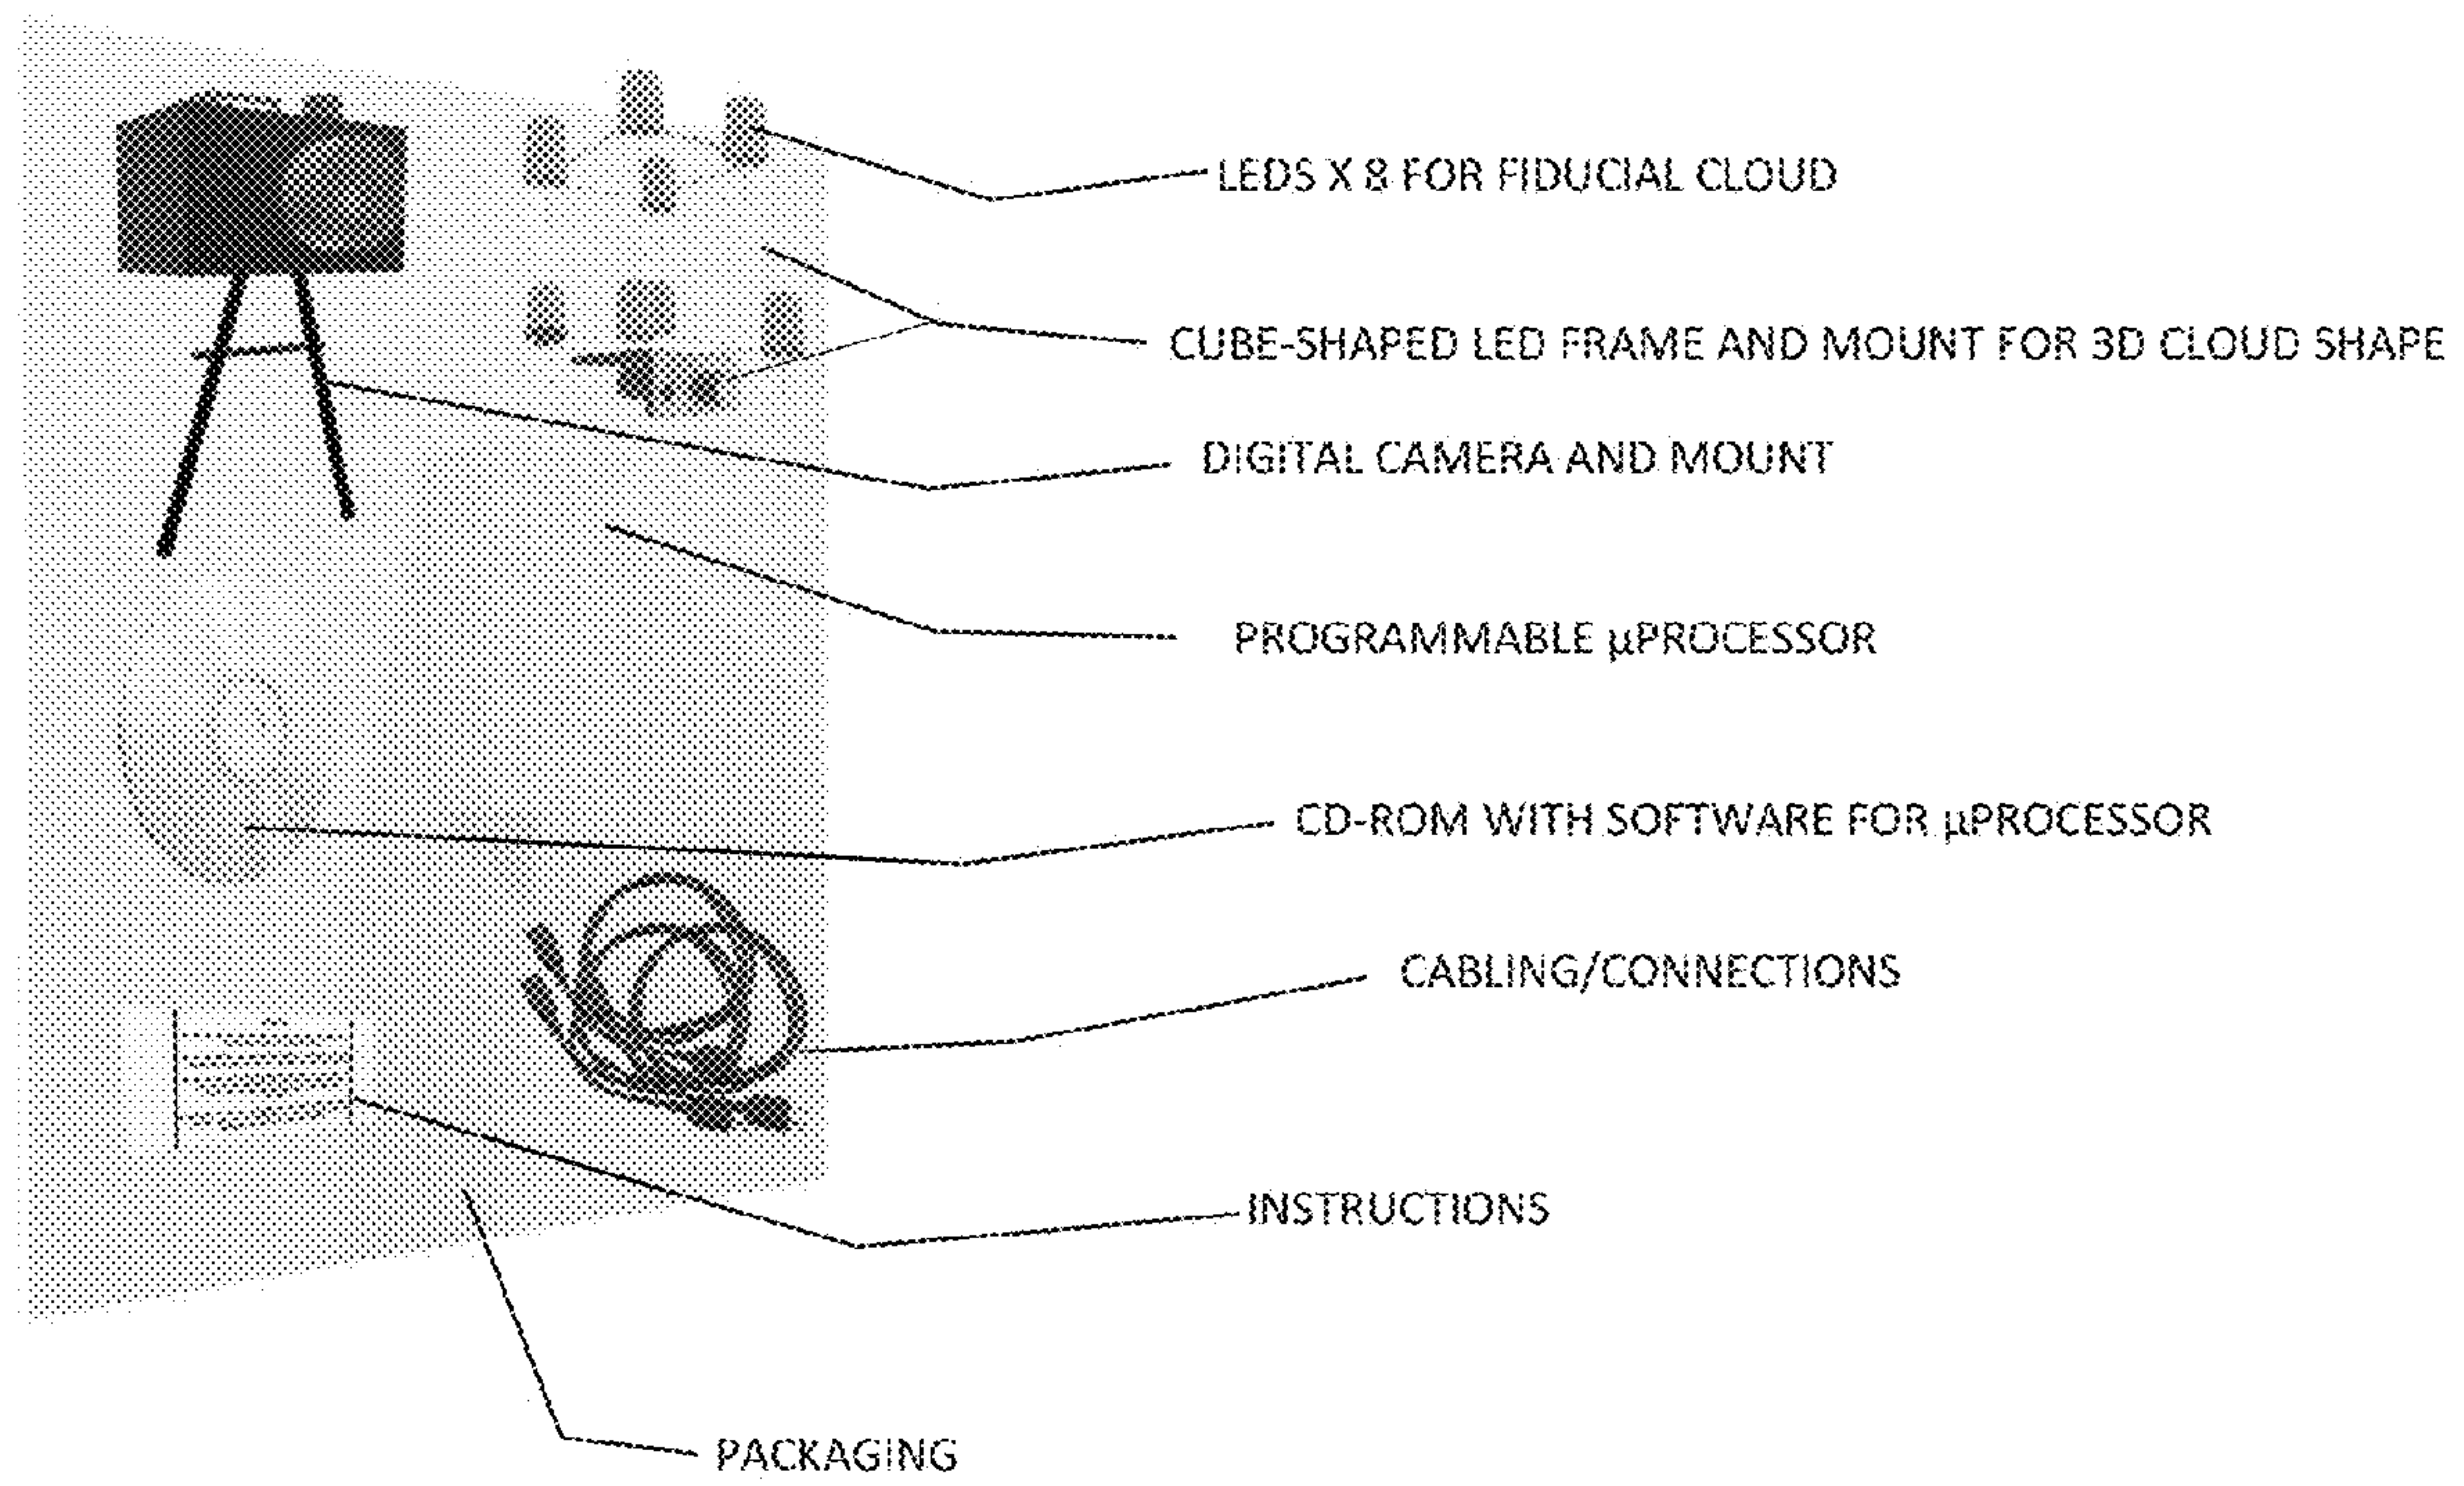 LEDS X 8 FOR FIDUCIAL CLOUD
CUBE-SHAPED LED FRAME AND MOUNT FOR 3D CLOUD SHAPE
DIGITAL CAMERA AND MOUNT
PROGRAMMABLE µPROCESSOR
CD-ROM WITH SOFTWARE FOR µPROCESSOR
CABLING/CONNECTIONS
INSTRUCTIONS
PACKAGING